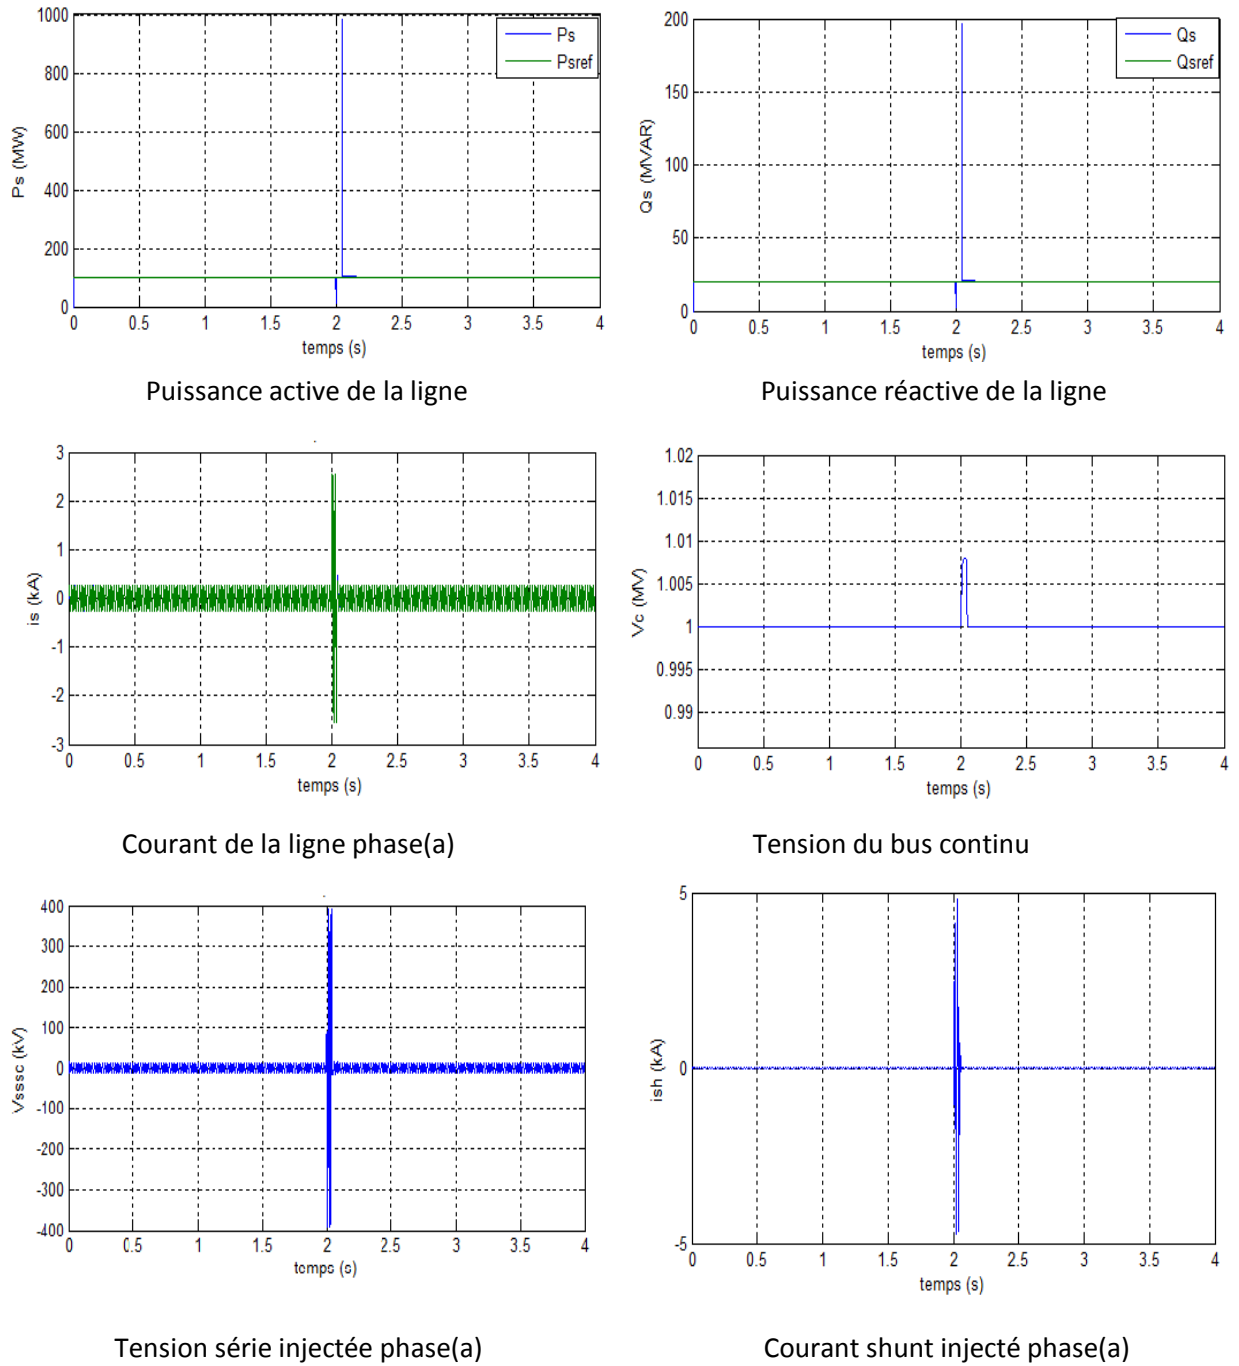 1000
800
600
400
200
0
Ps (MW)
Ps
Psref
0 0.5 1 1.5 2 2.5 3 3.5 4
temps (s)
Puissance active de la ligne
200
150
100
50
0
Qs (MVAR)
Qs
Qsref
0 0.5 1 1.5 2 2.5 3 3.5 4
temps (s)
Puissance réactive de la ligne
3
2
1
0
-1
-2
-3
is (kA)
0 0.5 1 1.5 2 2.5 3 3.5 4
temps (s)
Courant de la ligne phase(a)
1.02
1.015
1.01
1.005
1
0.995
0.99
Vc (MV)
0 0.5 1 1.5 2 2.5 3 3.5 4
temps (s)
Tension du bus continu
400
300
200
100
0
-100
-200
-300
-400
Vsssc (kV)
0 0.5 1 1.5 2 2.5 3 3.5 4
temps (s)
Tension série injectée phase(a)
5
0
-5
ish (kA)
0 0.5 1 1.5 2 2.5 3 3.5 4
temps (s)
Courant shunt injecté phase(a)